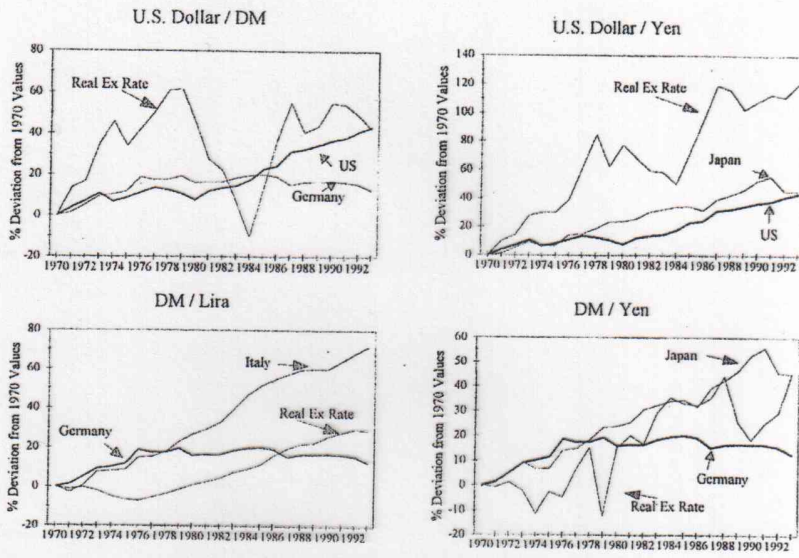 U.S. Dollar / DM
% Deviation from 1970 Values
80
60
40
20
0
-20
Real Ex Rate
US
Germany
1970 1972 1974 1976 1978 1980 1982 1984 1986 1988 1990 1992
U.S. Dollar / Yen
% Deviation from 1970 Values
140
120
100
80
60
40
20
0
Real Ex Rate
Japan
US
1970 1972 1974 1976 1978 1980 1982 1984 1986 1988 1990 1992
DM / Lira
% Deviation from 1970 Values
80
60
40
20
0
-20
Italy
Real Ex Rate
Germany
1970 1972 1974 1976 1978 1980 1982 1984 1986 1988 1990 1992
DM / Yen
% Deviation from 1970 Values
60
50
40
30
20
10
0
-10
-20
Japan
Germany
Real Ex Rate
1970 1972 1974 1976 1978 1980 1982 1984 1986 1988 1990 1992